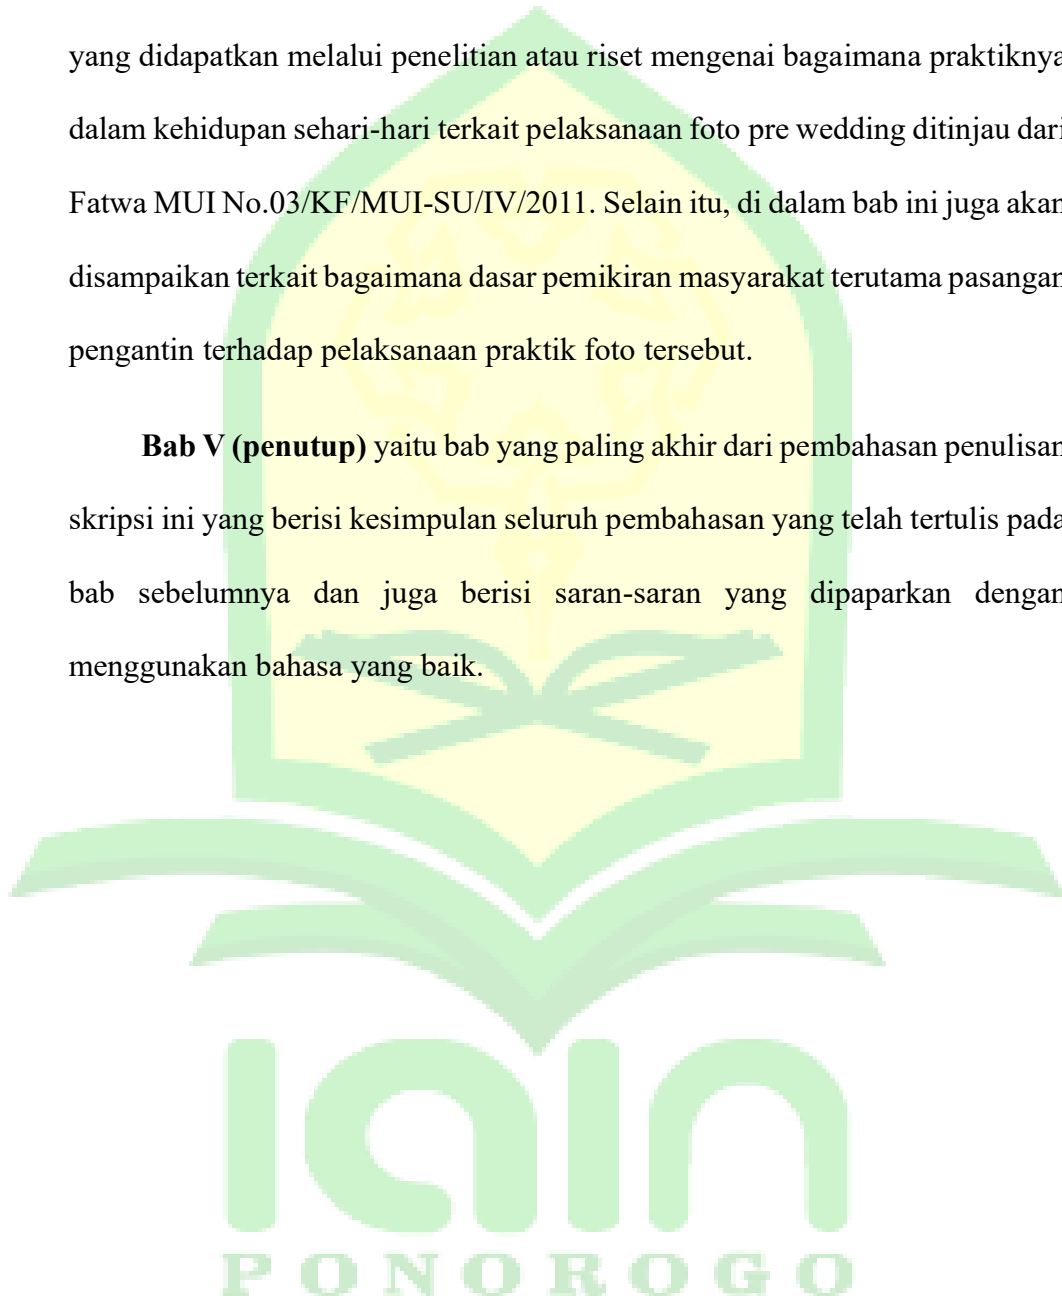 yang didapatkan melalui penelitian atau riset mengenai bagaimana praktiknya
dalam kehidupan sehari-hari terkait pelaksanaan foto pre wedding ditinjau dari
Fatwa MUI No.03/KF/MUI-SU/IV/2011. Selain itu, di dalam bab ini juga akan
disampaikan terkait bagaimana dasar pemikiran masyarakat terutama pasangan
pengantin terhadap pelaksanaan praktik foto tersebut.
Bab V (penutup) yaitu bab yang paling akhir dari pembahasan penulisan
skripsi ini yang berisi kesimpulan seluruh pembahasan yang telah tertulis pada
bab sebelumnya dan juga berisi saran-saran yang dipaparkan dengan
menggunakan bahasa yang baik.
iain
PONOROGO